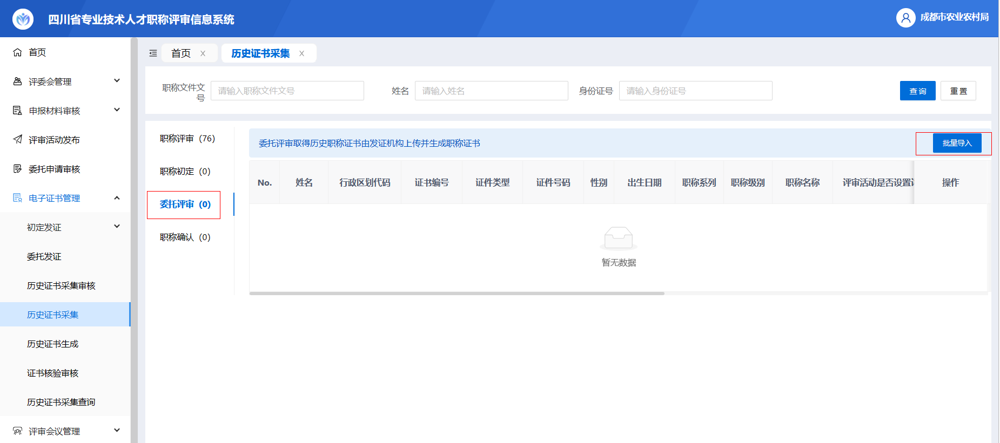 四川省专业技术人才职称评审信息系统
成都市农业农村局
首页
评委会管理
申报材料审核
评审活动发布
委托申请审核
电子证书管理
初定发证
委托发证
历史证书采集审核
历史证书采集
历史证书生成
证书核验审核
历史证书采集查询
评审会议管理
首页 X
历史证书采集 X
职称文件文
号
请输入职称文件文号
姓名
请输入姓名
身份证号
请输入身份证号
查询
重置
职称评审（76）
职称初定（0）
委托评审（0）
职称确认（0）
委托评审取得历史职称证书由发证机构上传并生成职称证书
批量导入
No. 姓名 行政区划代码 证书编号 证件类型 证件号码 性别 出生日期 职称系列 职称级别 职称名称 评审活动是否设置 操作
暂无数据